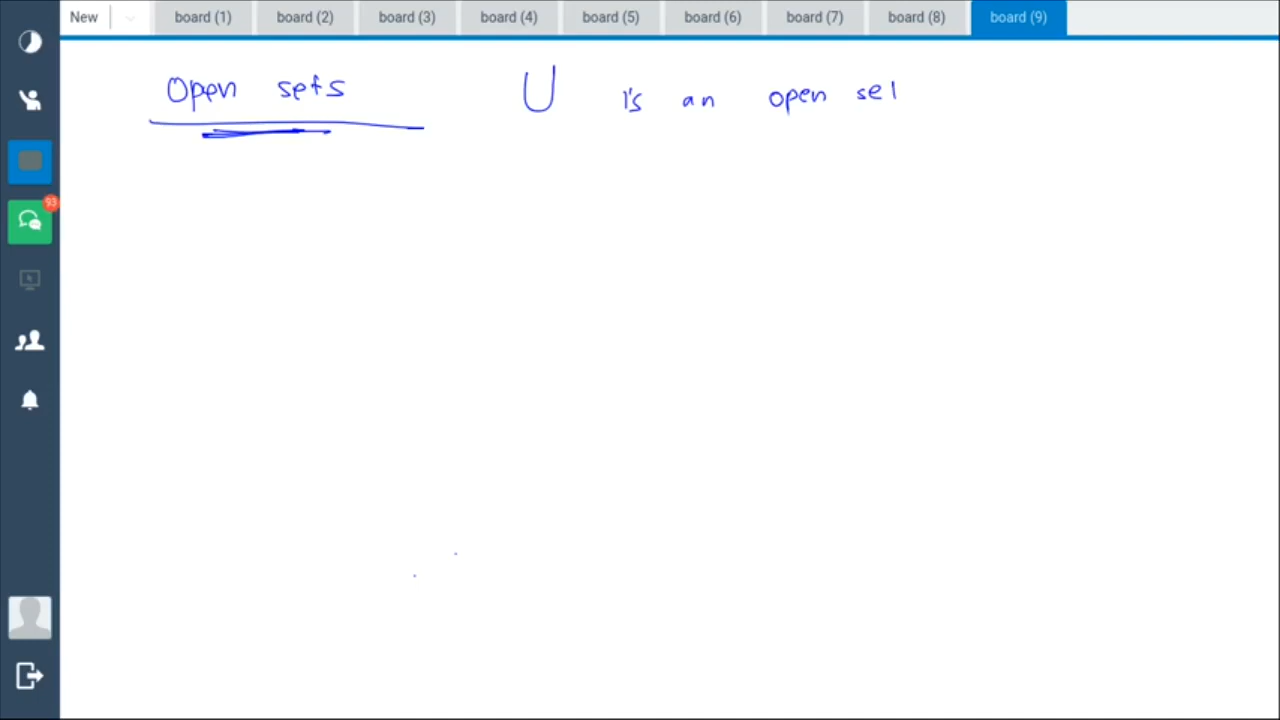 New board (1) board (2) board (3) board (4) board (5) board (6) board (7) board (8) board (9)
Open sets U is an open set
93